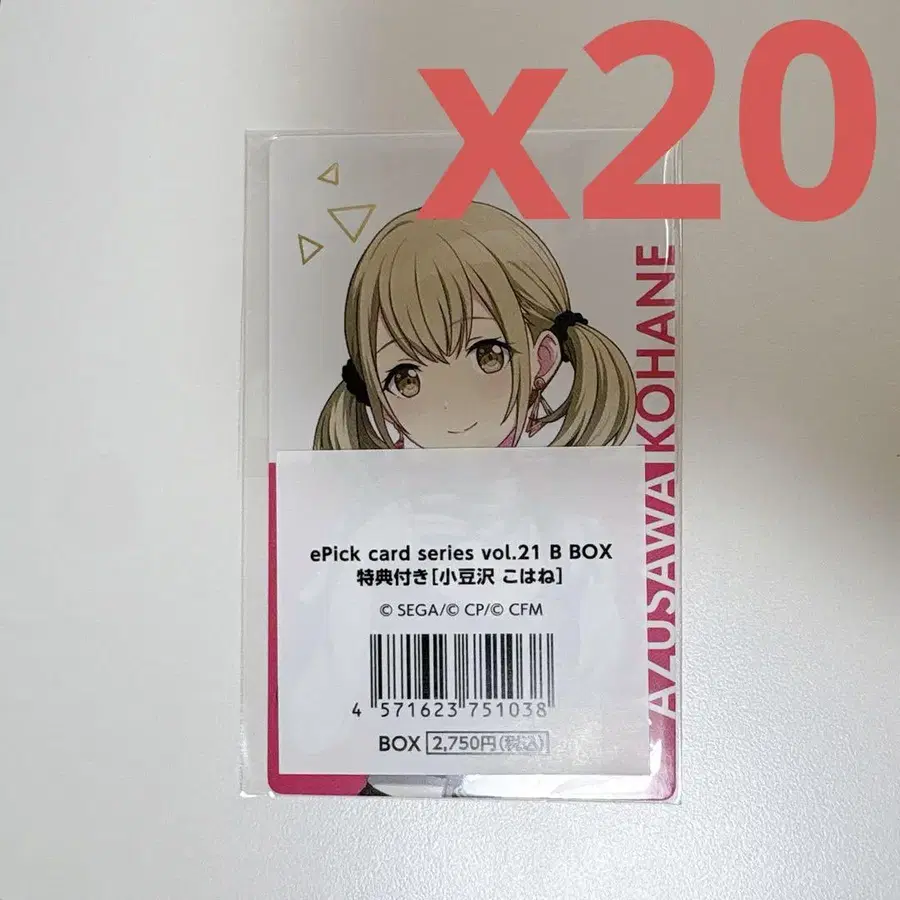 x20
AZUSAWA KOHANE
ePick card series vol.21 B BOX
特典付き[小豆沢 こはね]
© SEGA/© CP/© CFM
4 571623 751038
BOX 2,750円(税込)